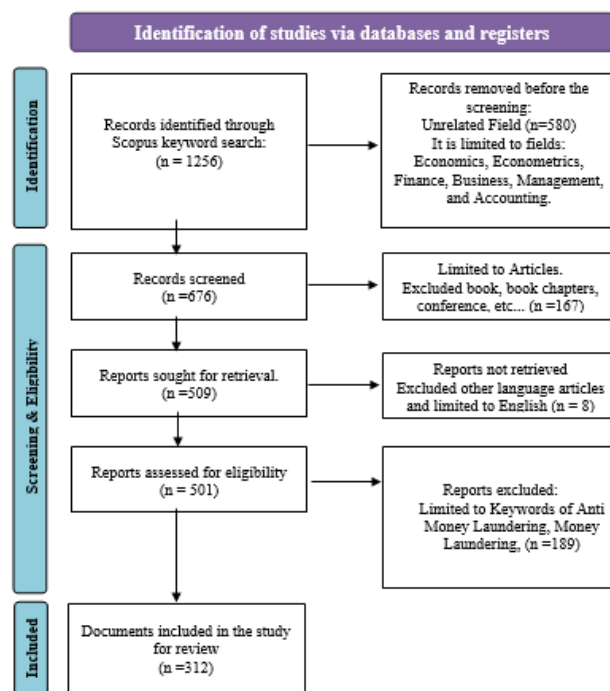 Identification of studies via databases and registers
Identification
Records identified through
Scopus keyword search:
(n = 1256)
Records removed before the
screening:
Unrelated Field (n=580)
It is limited to fields:
Economics, Econometrics,
Finance, Business, Management,
and Accounting.
Screening & Eligibility
Records screened
(n =676)
Limited to Articles.
Excluded book, book chapters,
conference, etc... (n =167)
Reports sought for retrieval.
(n =509)
Reports not retrieved
Excluded other language articles
and limited to English (n = 8)
Reports assessed for eligibility
(n = 501)
Reports excluded:
Limited to Keywords of Anti
Money Laundering, Money
Laundering, (n =189)
Included
Documents included in the study
for review
(n =312)